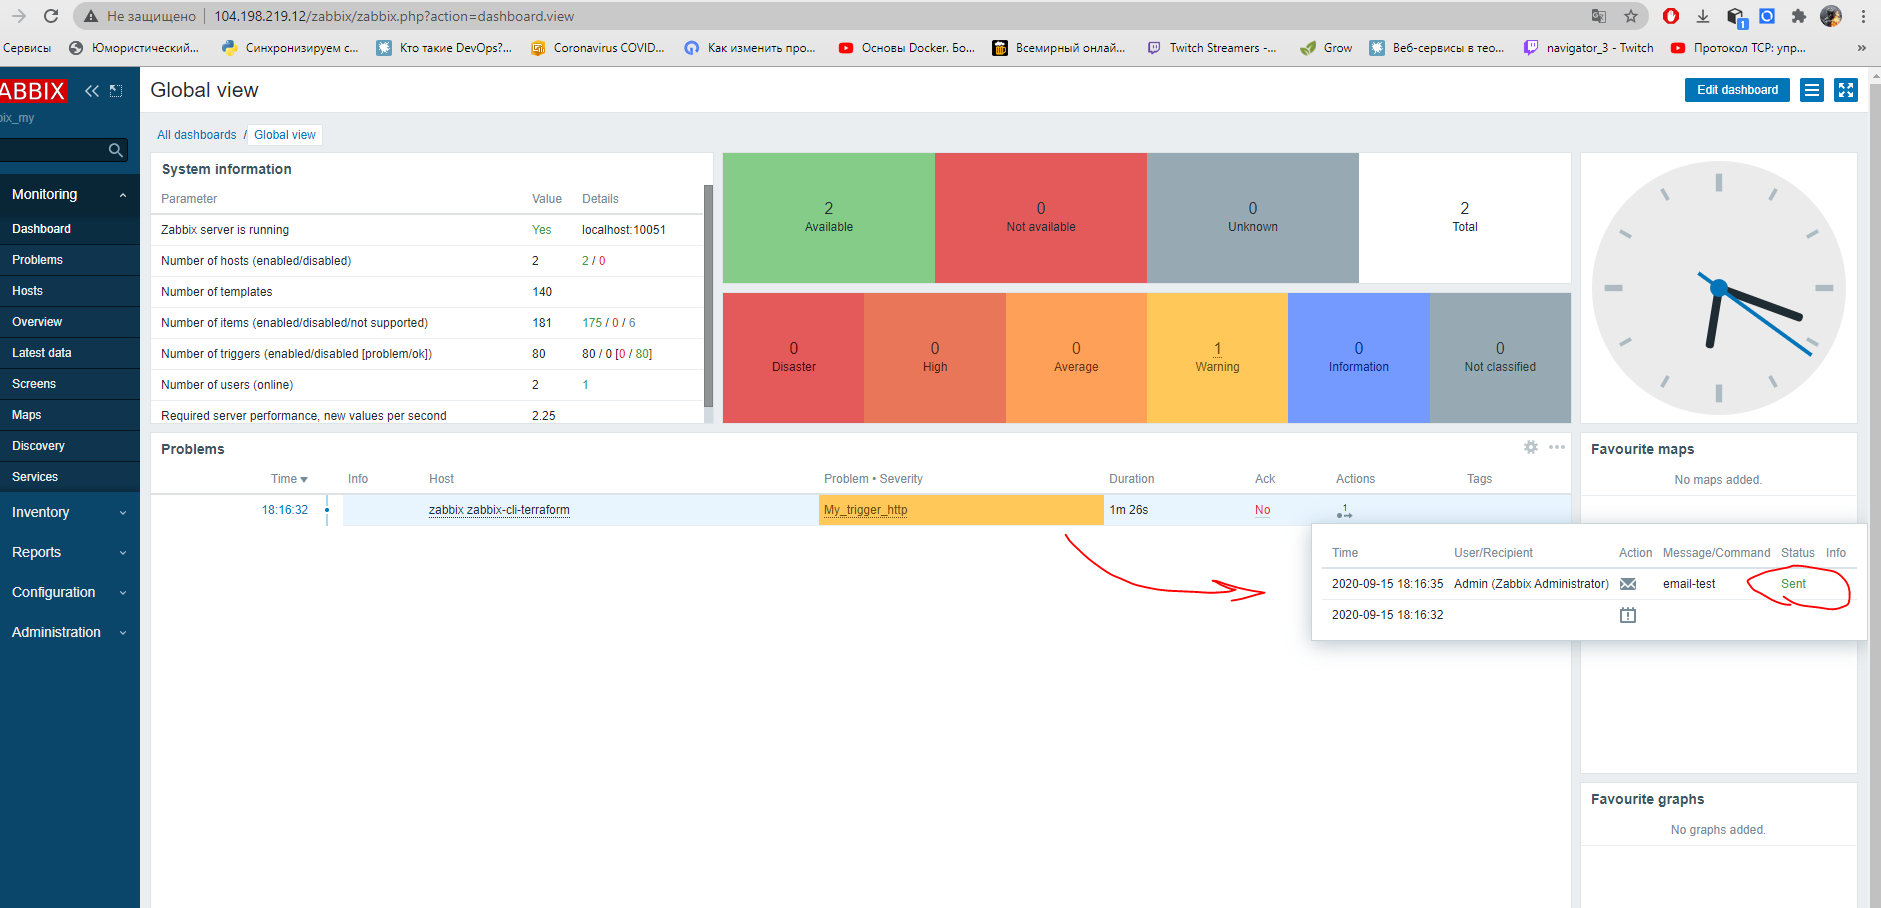 Не защищено 104.198.219.12/zabbix/zabbix.php?action=dashboard.view
Сервисы Юмористический... Синхронизируем с... Кто такие DevOps?... Coronavirus COVID... Как изменить про... Основы Docker. Бо... Всемирный онлай... Twitch Streamers -... Grow Веб-сервисы в тео... navigator_3 - Twitch Протокол TCP: упр... »
ABBIX
bix_my
Monitoring
Dashboard
Problems
Hosts
Overview
Latest data
Screens
Maps
Discovery
Services
Inventory
Reports
Configuration
Administration
Global view
Edit dashboard
All dashboards / Global view
System information
Parameter Value Details
Zabbix server is running Yes localhost:10051
Number of hosts (enabled/disabled) 2 2 / 0
Number of templates 140
Number of items (enabled/disabled/not supported) 181 175 / 0 / 6
Number of triggers (enabled/disabled [problem/ok]) 80 80 / 0 [0 / 80]
Number of users (online) 2 1
Required server performance, new values per second 2.25
2 0 0 2
Available Not available Unknown Total
0 0 0 1 0 0
Disaster High Average Warning Information Not classified
Problems
Time Info Host Problem • Severity Duration Ack Actions Tags
18:16:32 zabbix zabbix-cli-terraform My_trigger_http 1m 26s No 1
Time User/Recipient Action Message/Command Status Info
2020-09-15 18:16:35 Admin (Zabbix Administrator) email-test Sent
2020-09-15 18:16:32
Favourite maps
No maps added.
Favourite graphs
No graphs added.